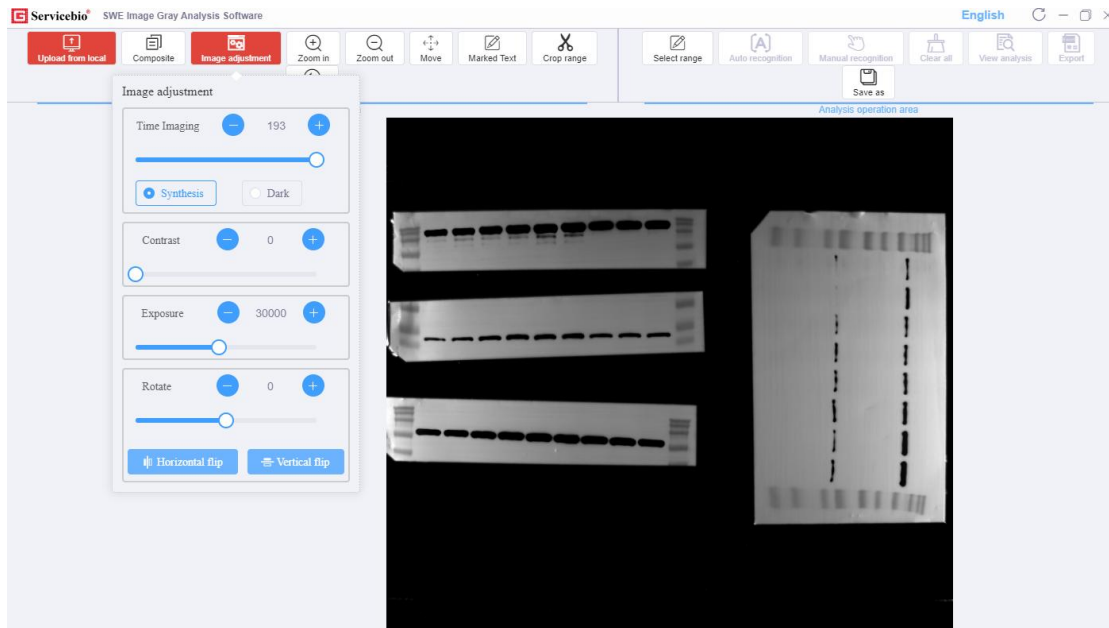 Servicebio® SWE Image Gray Analysis Software English
Upload from local Composite Image adjustment Zoom in Zoom out Move Marked Text Crop range Select range Auto recognition Manual recognition Clear all View analysis Export
Save as
Analysis operation area
Image adjustment
Time Imaging 193
Synthesis Dark
Contrast 0
Exposure 30000
Rotate 0
Horizontal flip Vertical flip